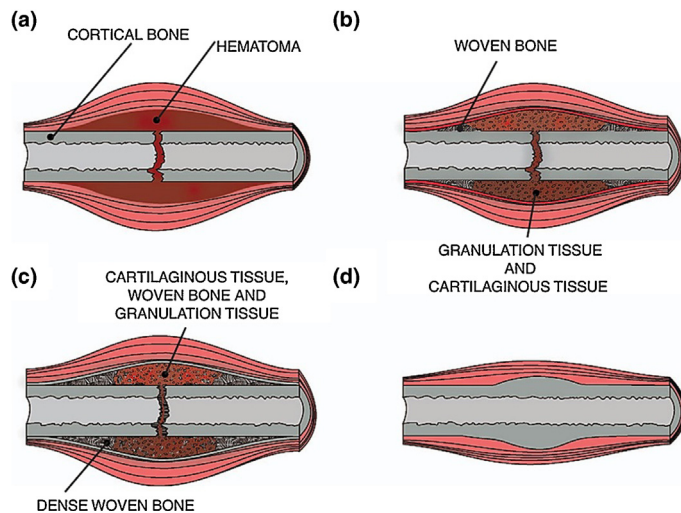 (a)
CORTICAL BONE
HEMATOMA
(b)
WOVEN BONE
GRANULATION TISSUE
AND
CARTILAGINOUS TISSUE
(c)
CARTILAGINOUS TISSUE,
WOVEN BONE AND
GRANULATION TISSUE
DENSE WOVEN BONE
(d)